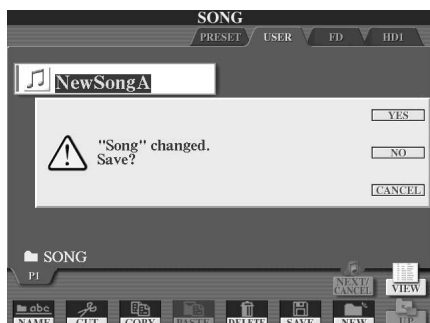 SONG
PRESET USER FD HD1
NewSongA
YES
"Song" changed.
Save?
NO
CANCEL
SONG
P1
NEXT/
CANCEL
VIEW
abc
NAME CUT COPY PASTE DELETE SAVE NEW UP